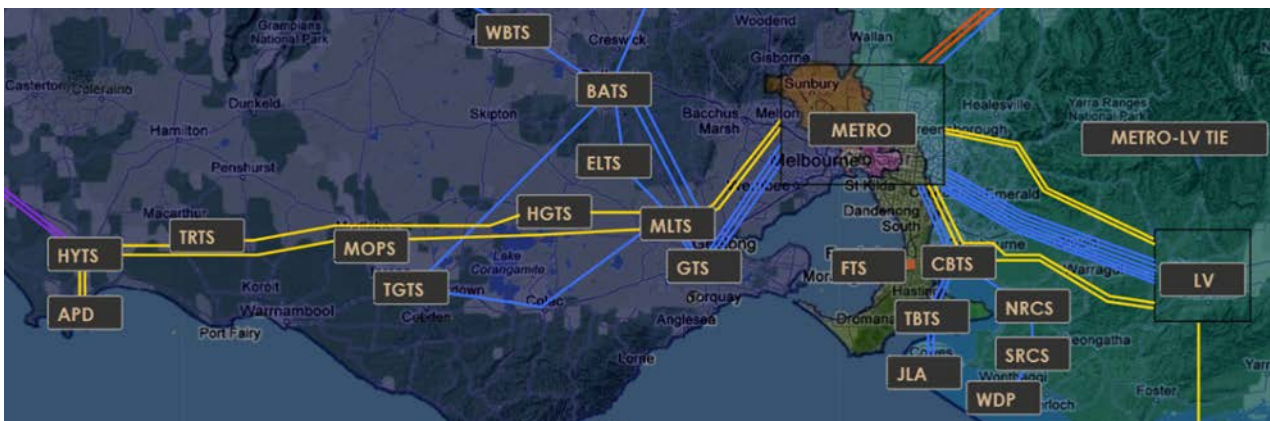 Grampians
National Park
Woodend
WBTS
Creswick
Wallan
Gisborne
Casterton
Coleraine
Dunkeld
BATS
Sunbury
Healesville
Skipton
Melton
Yarra Ranges
National Park
Bacchus
Marsh
Hamilton
METRO
METRO-LV TIE
Penshurst
ELTS
Melbourne
St Kilda
Emerald
Macarthur
HGTS
Dandenong
South
TRTS
MLTS
HYTS
MOPS
Lake
Corangamite
GTS
FTS
CBTS
Warragul
LV
TGTS
Koroit
Colac
Torquay
Hastings
APD
Warrnambool
Cobden
Dromana
TBTS
NRCS
Port Fairy
Anglesea
Leongatha
Lorne
Cowes
SRCS
JLA
Wonthaggi
Foster
WDP